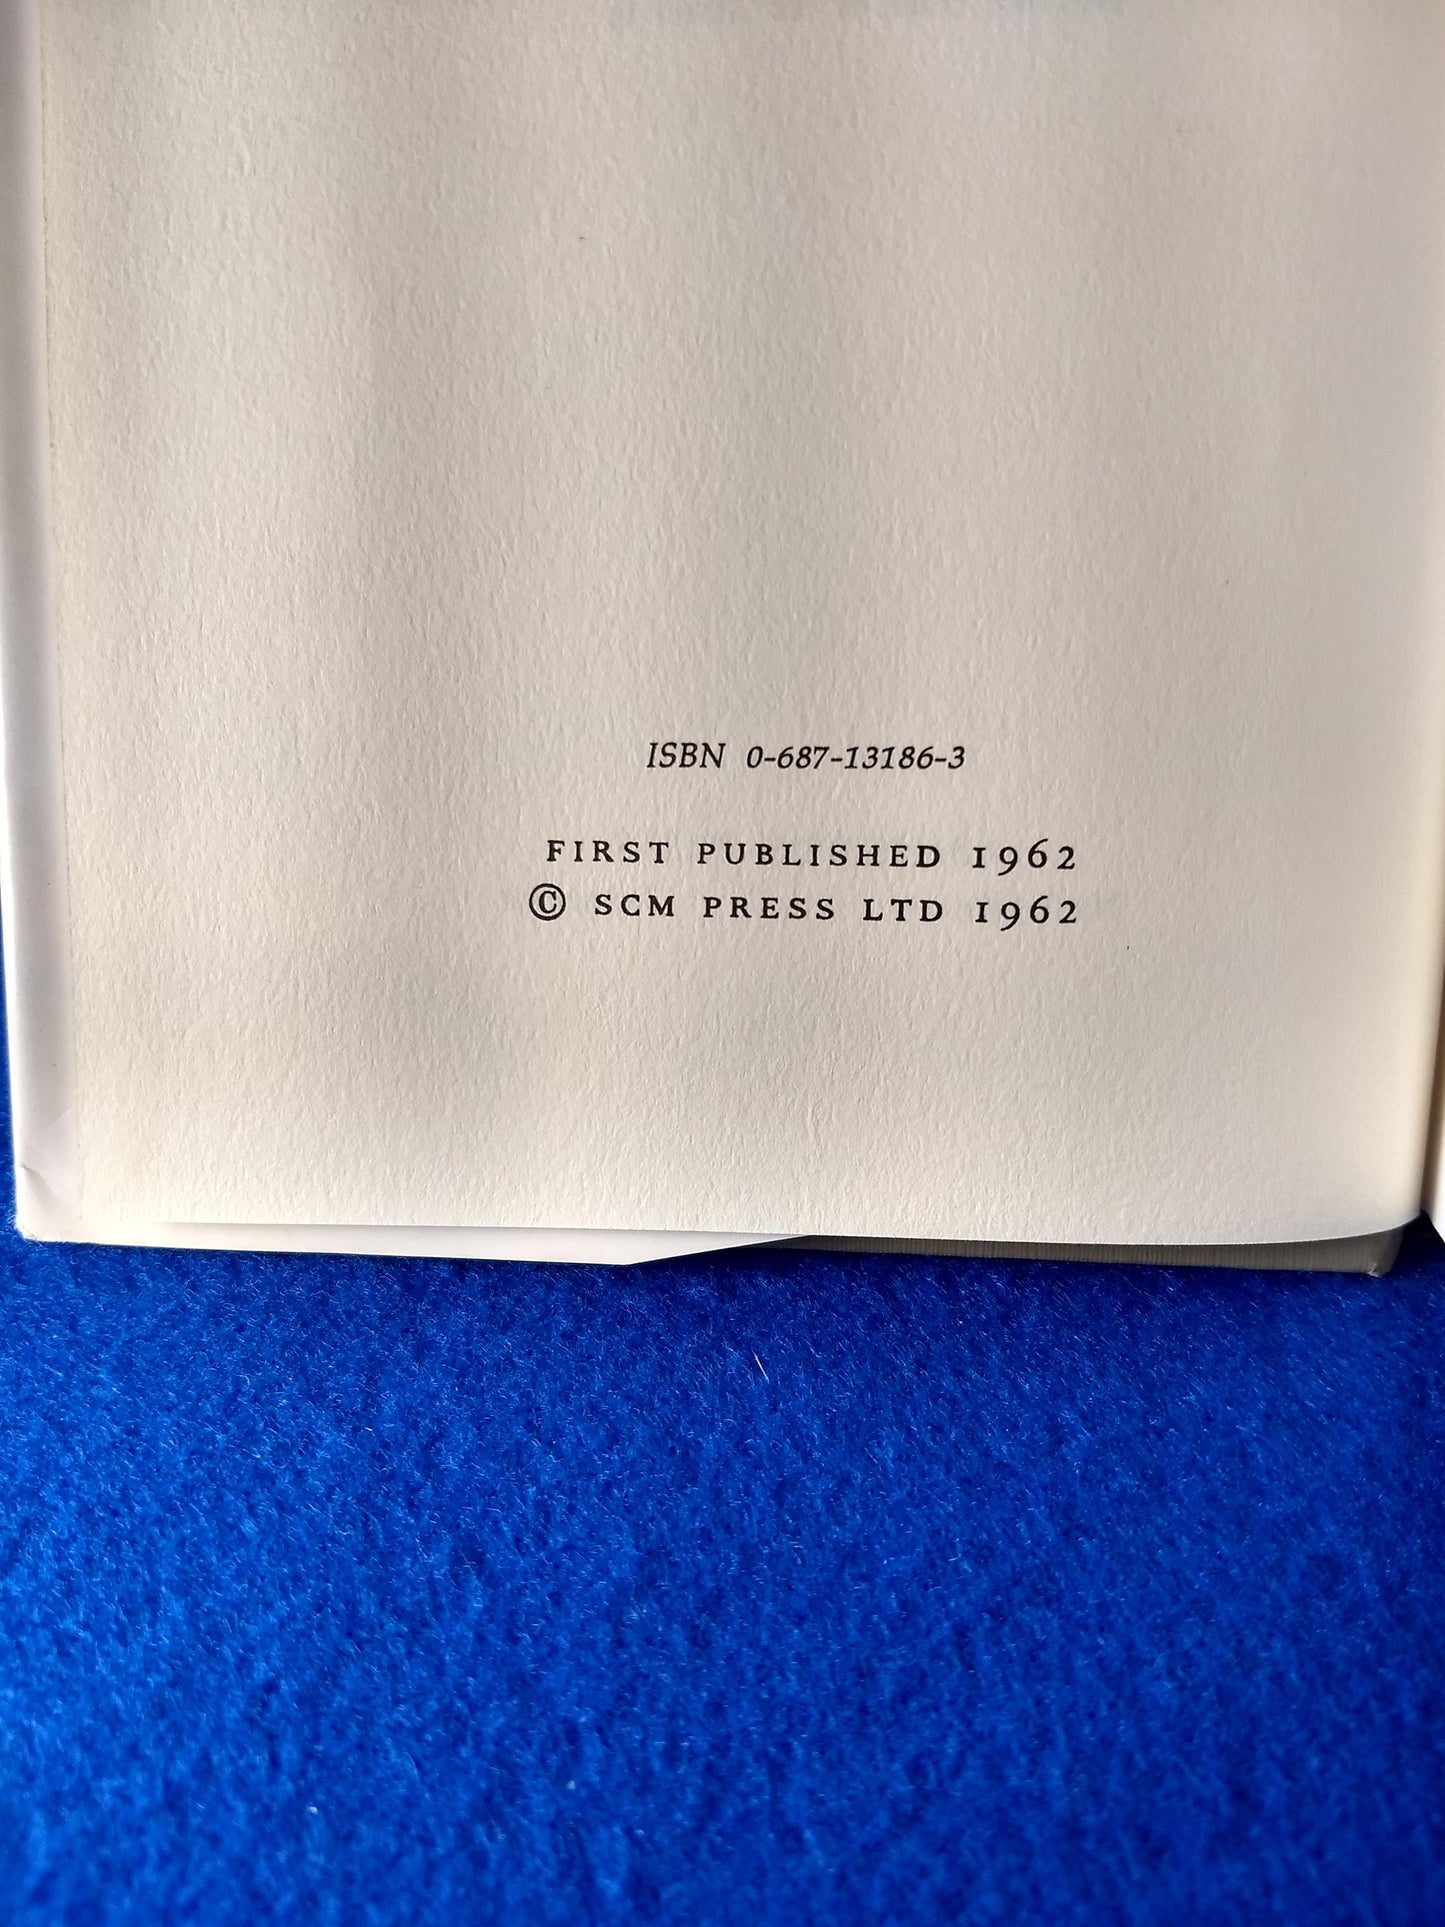 ISBN 0-687-13186-3
FIRST PUBLISHED 1962
© SCM PRESS LTD 1962